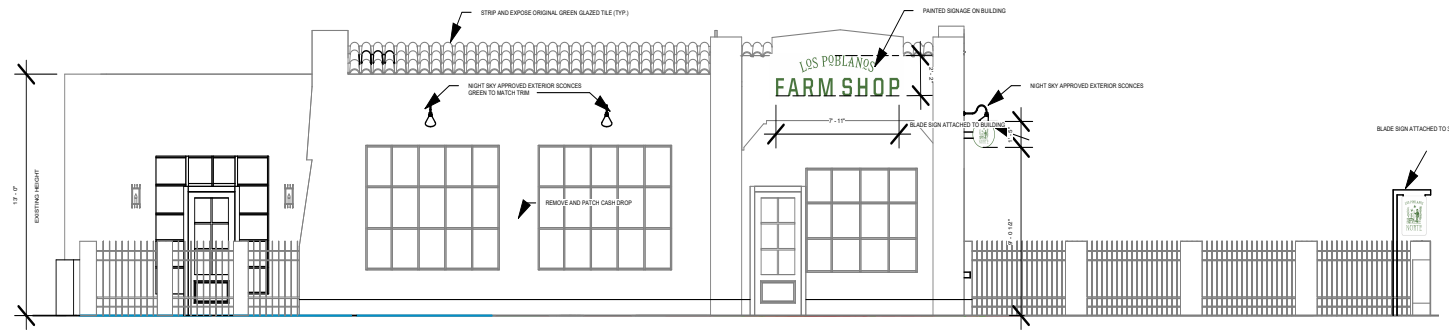 STRIP AND EXPOSE ORIGINAL GREEN GLAZED TILE (TYP.)
PAINTED SIGNAGE ON BUILDING
LOS POBLANOS
FARM SHOP
2' - 2"
NIGHT SKY APPROVED EXTERIOR SCONCES
GREEN TO MATCH TRIM
NIGHT SKY APPROVED EXTERIOR SCONCES
7' - 11"
BLADE SIGN ATTACHED TO BUILDING
BLADE SIGN ATTACHED TO
13' - 0"
EXISTING HEIGHT
REMOVE AND PATCH CASH DROP
NORTE